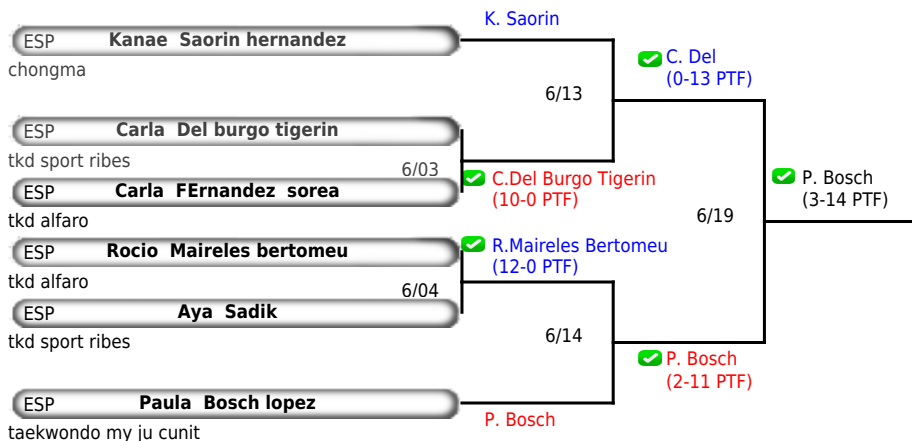 K. Saorin
ESP Kanae Saorin hernandez
chongma
C. Del
(0-13 PTF)
6/13
ESP Carla Del burgo tigerin
tkd sport ribes
6/03
C.Del Burgo Tigerin
(10-0 PTF)
ESP Carla FErnandez sorea
tkd alfaro
P. Bosch
(3-14 PTF)
6/19
ESP Rocio Maireles bertomeu
tkd alfaro
R.Maireles Bertomeu
(12-0 PTF)
6/04
ESP Aya Sadik
tkd sport ribes
6/14
P. Bosch
(2-11 PTF)
ESP Paula Bosch lopez
taekwondo my ju cunit
P. Bosch